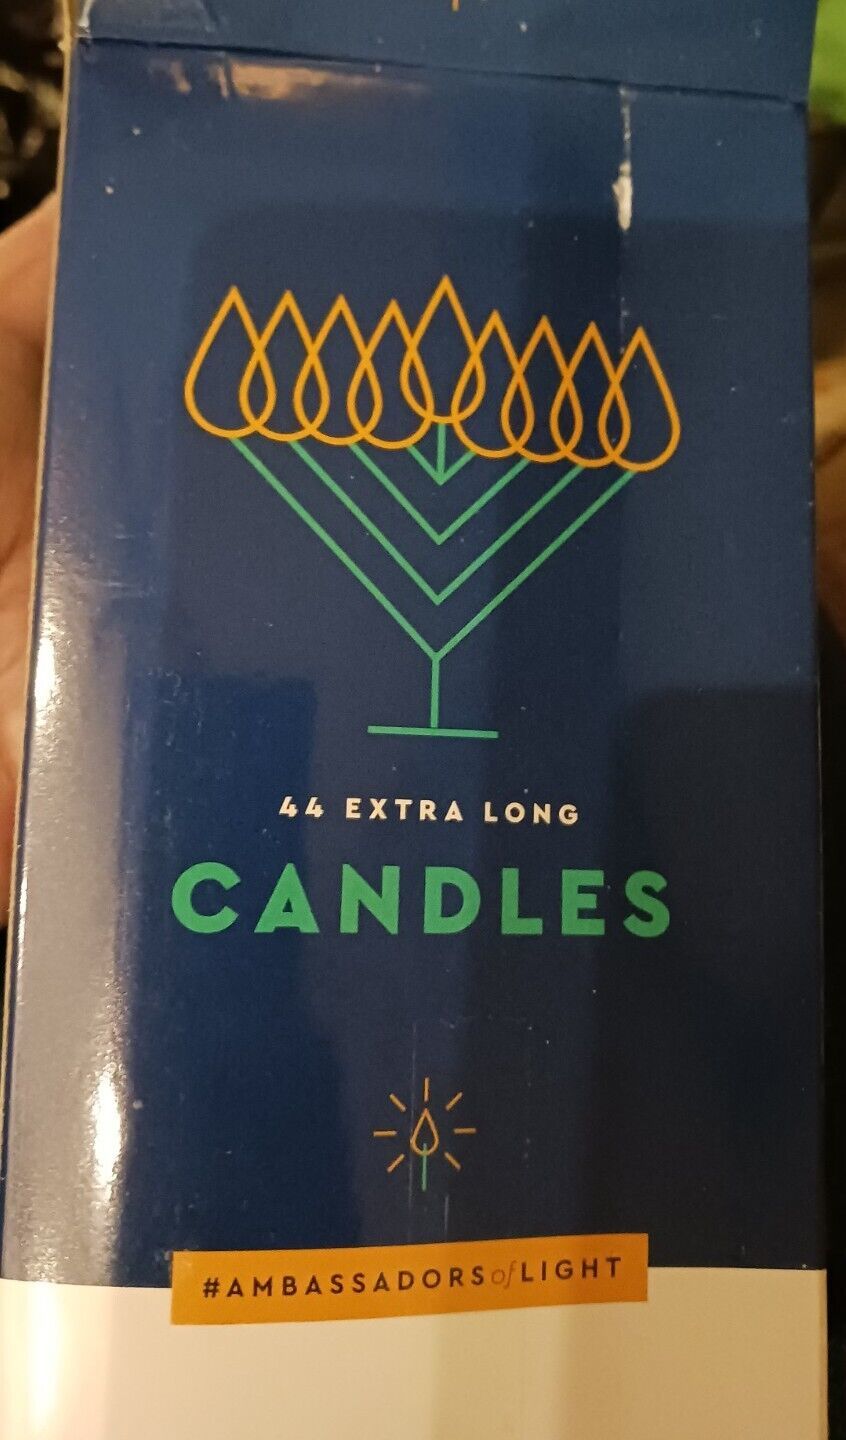 44 EXTRA LONG
CANDLES
#AMBASSADORSofLIGHT